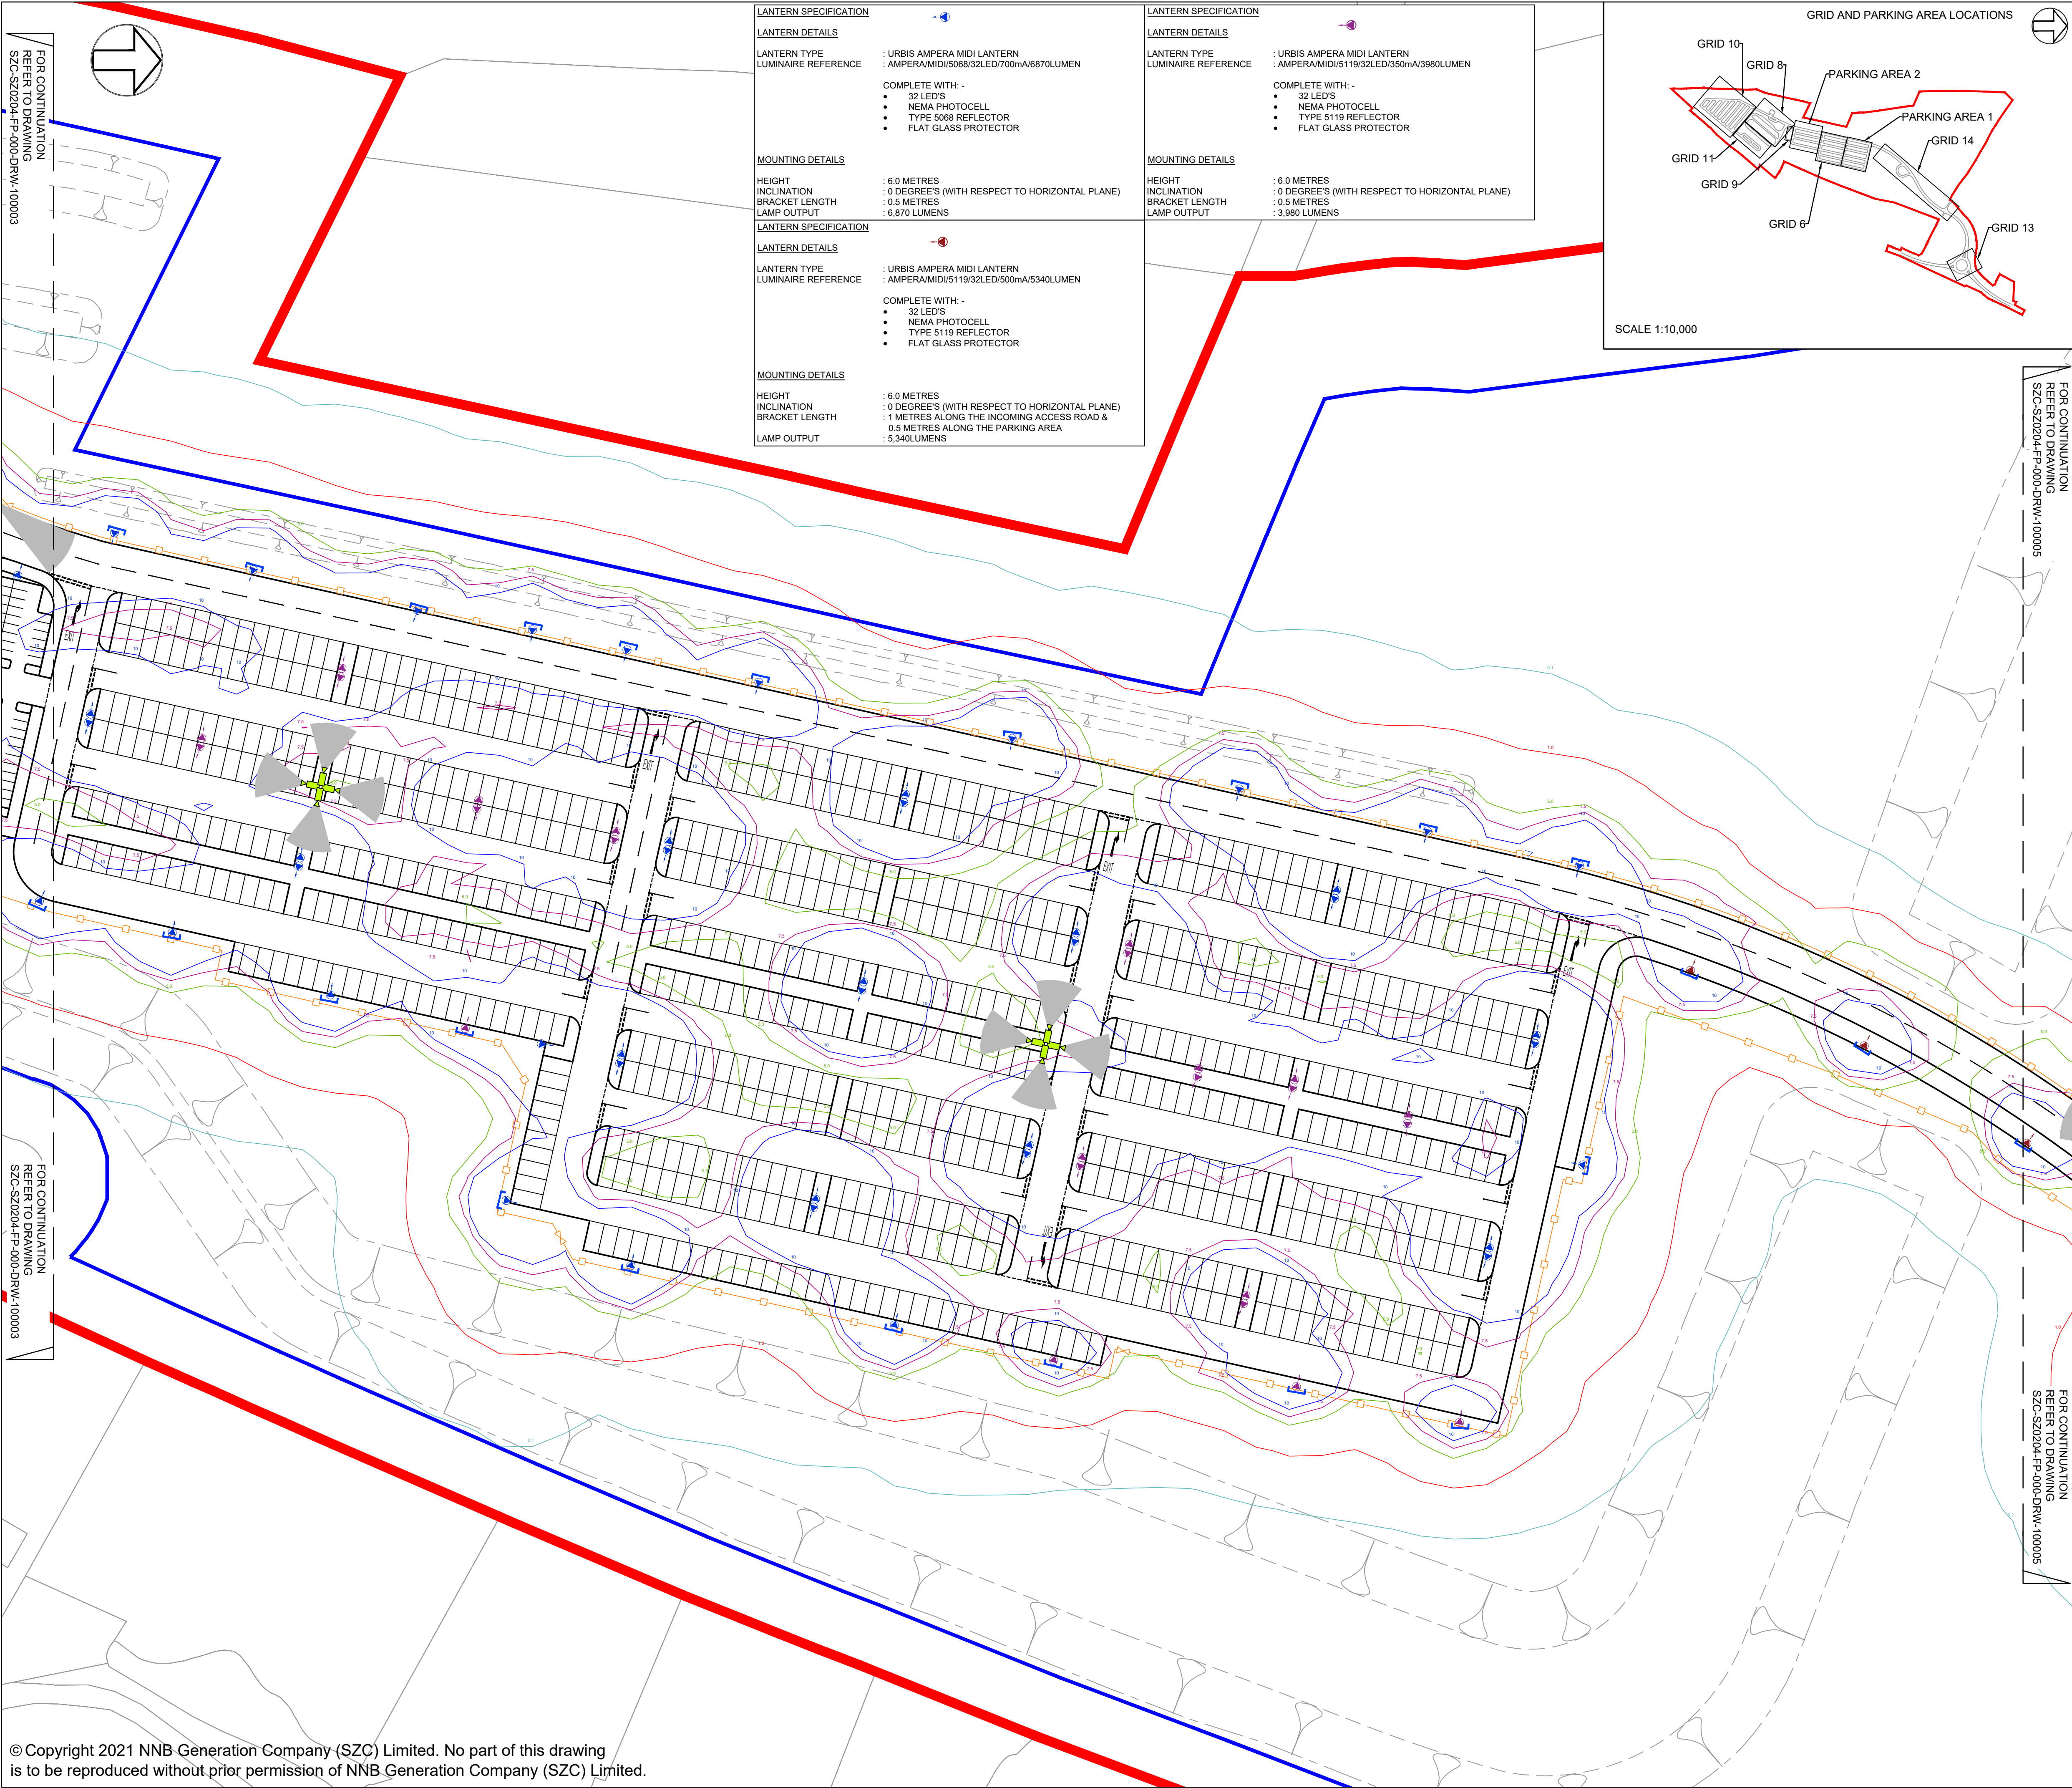 LANTERN SPECIFICATION
LANTERN DETAILS
LANTERN TYPE : URBIS AMPERA MIDI LANTERN
LUMINAIRE REFERENCE : AMPERA/MIDI/5068/32LED/700mA/6870LUMEN
COMPLETE WITH: -
• 32 LED'S
• NEMA PHOTOCELL
• TYPE 5068 REFLECTOR
• FLAT GLASS PROTECTOR
MOUNTING DETAILS
HEIGHT : 6.0 METRES
INCLINATION : 0 DEGREE'S (WITH RESPECT TO HORIZONTAL PLANE)
BRACKET LENGTH : 0.5 METRES
LAMP OUTPUT : 6,870 LUMENS
LANTERN SPECIFICATION
LANTERN DETAILS
LANTERN TYPE : URBIS AMPERA MIDI LANTERN
LUMINAIRE REFERENCE : AMPERA/MIDI/5119/32LED/350mA/3980LUMEN
COMPLETE WITH: -
• 32 LED'S
• NEMA PHOTOCELL
• TYPE 5119 REFLECTOR
• FLAT GLASS PROTECTOR
MOUNTING DETAILS
HEIGHT : 6.0 METRES
INCLINATION : 0 DEGREE'S (WITH RESPECT TO HORIZONTAL PLANE)
BRACKET LENGTH : 0.5 METRES
LAMP OUTPUT : 3,980 LUMENS
LANTERN SPECIFICATION
LANTERN DETAILS
LANTERN TYPE : URBIS AMPERA MIDI LANTERN
LUMINAIRE REFERENCE : AMPERA/MIDI/5119/32LED/500mA/5340LUMEN
COMPLETE WITH: -
• 32 LED'S
• NEMA PHOTOCELL
• TYPE 5119 REFLECTOR
• FLAT GLASS PROTECTOR
MOUNTING DETAILS
HEIGHT : 6.0 METRES
INCLINATION : 0 DEGREE'S (WITH RESPECT TO HORIZONTAL PLANE)
BRACKET LENGTH : 1 METRES ALONG THE INCOMING ACCESS ROAD &
0.5 METRES ALONG THE PARKING AREA
LAMP OUTPUT : 5,340LUMENS
GRID AND PARKING AREA LOCATIONS
GRID 10
GRID 8
PARKING AREA 2
PARKING AREA 1
GRID 14
GRID 11
GRID 9
GRID 6
GRID 13
SCALE 1:10,000
FOR CONTINUATION
REFER TO DRAWING
SZC-SZ0204-FP-000-DRW-100003
FOR CONTINUATION
REFER TO DRAWING
SZC-SZ0204-FP-000-DRW-100005
EXIT
EXIT
EXIT
EXIT
EXIT
FOR CONTINUATION
REFER TO DRAWING
SZC-SZ0204-FP-000-DRW-100003
FOR CONTINUATION
REFER TO DRAWING
SZC-SZ0204-FP-000-DRW-100005
© Copyright 2021 NNB Generation Company (SZC) Limited. No part of this drawing
is to be reproduced without prior permission of NNB Generation Company (SZC) Limited.